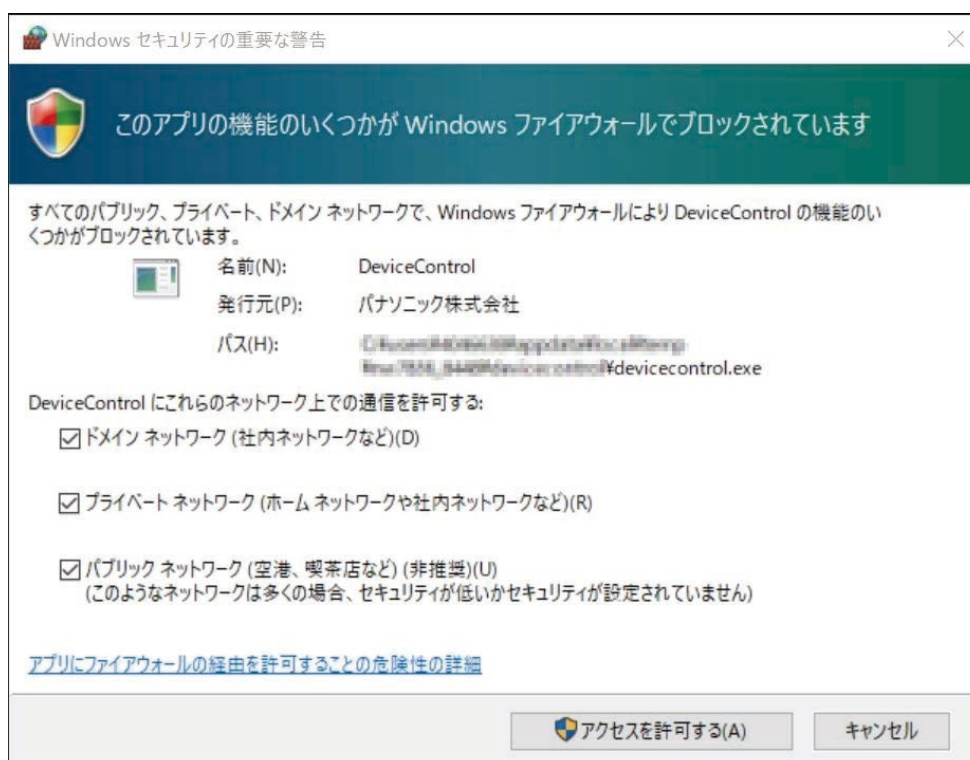 Windows セキュリティの重要な警告
このアプリの機能のいくつかが Windows ファイアウォールでブロックされています
すべてのパブリック、プライベート、ドメイン ネットワークで、Windows ファイアウォールにより DeviceControl の機能のい
くつかがブロックされています。
名前(N): DeviceControl
発行元(P): パナソニック株式会社
パス(H):
¥devicecontrol.exe
DeviceControl にこれらのネットワーク上での通信を許可する:
ドメイン ネットワーク (社内ネットワークなど)(D)
プライベート ネットワーク (ホーム ネットワークや社内ネットワークなど)(R)
パブリック ネットワーク (空港、喫茶店など) (非推奨)(U)
(このようなネットワークは多くの場合、セキュリティが低いかセキュリティが設定されていません)
アプリにファイアウォールの経由を許可することの危険性の詳細
アクセスを許可する(A) キャンセル